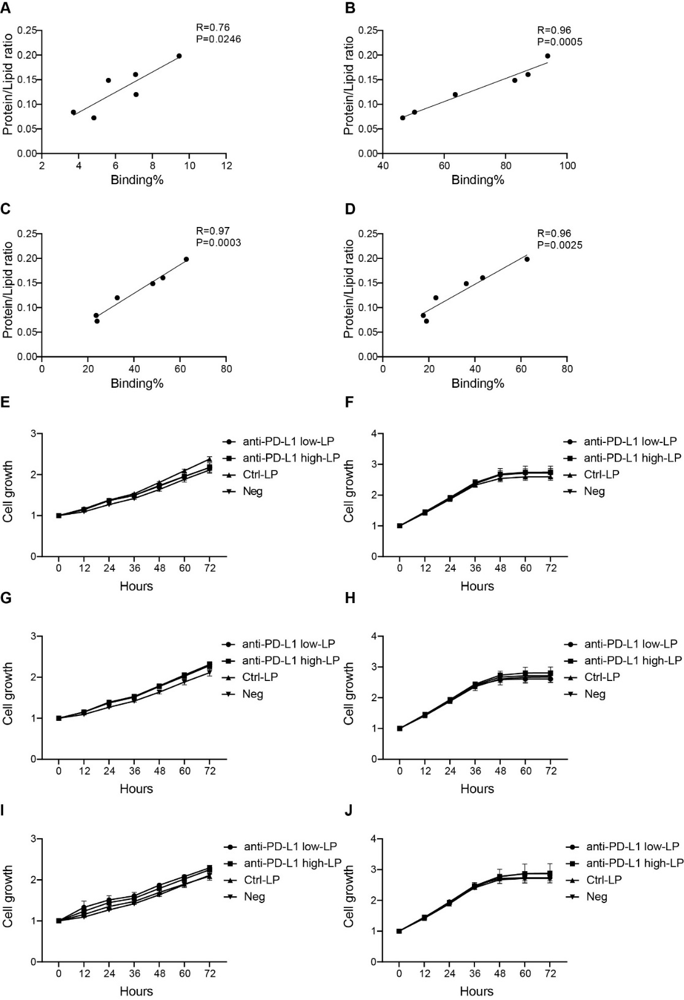 A
R=0.76
P=0.0246
Protein/Lipid ratio
0.25
0.20
0.15
0.10
0.05
0.00
2 4 6 8 10 12
Binding%
B
R=0.96
P=0.0005
Protein/Lipid ratio
0.25
0.20
0.15
0.10
0.05
0.00
40 60 80 100
Binding%
C
R=0.97
P=0.0003
Protein/Lipid ratio
0.25
0.20
0.15
0.10
0.05
0.00
0 20 40 60 80
Binding%
D
R=0.96
P=0.0025
Protein/Lipid ratio
0.25
0.20
0.15
0.10
0.05
0.00
0 20 40 60 80
Binding%
E
Cell growth
3
2
1
0
0 12 24 36 48 60 72
Hours
anti-PD-L1 low-LP
anti-PD-L1 high-LP
Ctrl-LP
Neg
F
Cell growth
4
3
2
1
0
0 12 24 36 48 60 72
Hours
anti-PD-L1 low-LP
anti-PD-L1 high-LP
Ctrl-LP
Neg
G
Cell growth
3
2
1
0
0 12 24 36 48 60 72
Hours
anti-PD-L1 low-LP
anti-PD-L1 high-LP
Ctrl-LP
Neg
H
Cell growth
4
3
2
1
0
0 12 24 36 48 60 72
Hours
anti-PD-L1 low-LP
anti-PD-L1 high-LP
Ctrl-LP
Neg
I
Cell growth
3
2
1
0
0 12 24 36 48 60 72
Hours
anti-PD-L1 low-LP
anti-PD-L1 high-LP
Ctrl-LP
Neg
J
Cell growth
4
3
2
1
0
0 12 24 36 48 60 72
Hours
anti-PD-L1 low-LP
anti-PD-L1 high-LP
Ctrl-LP
Neg